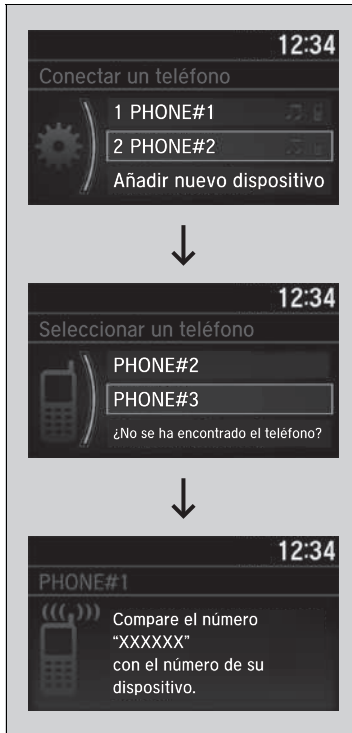 12:34
Conectar un teléfono
1 PHONE#1
2 PHONE#2
Añadir nuevo dispositivo
12:34
Seleccionar un teléfono
PHONE#2
PHONE#3
¿No se ha encontrado el teléfono?
12:34
PHONE#1
Compare el número
“XXXXXX”
con el número de su
dispositivo.